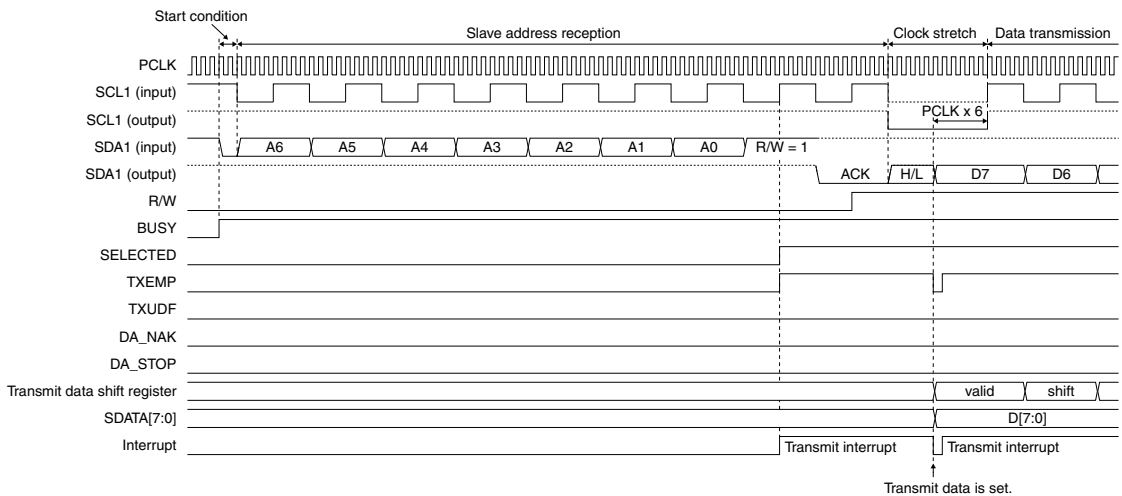 Start condition
Slave address reception
Clock stretch
Data transmission
PCLK
SCL1 (input)
SCL1 (output)
PCLK x 6
SDA1 (input)
A6
A5
A4
A3
A2
A1
A0
R/W = 1
SDA1 (output)
ACK
H/L
D7
D6
R/W
BUSY
SELECTED
TXEMP
TXUDF
DA_NAK
DA_STOP
Transmit data shift register
valid
shift
SDATA[7:0]
D[7:0]
Interrupt
Transmit interrupt
Transmit interrupt
Transmit data is set.